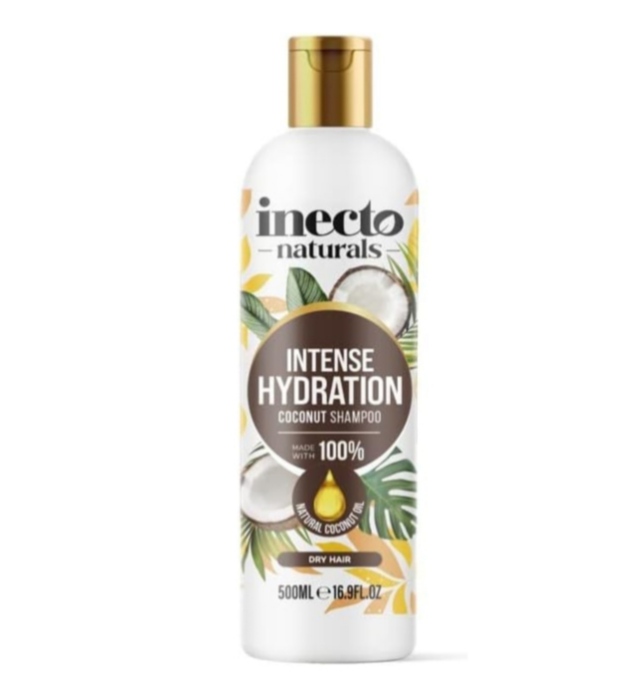 inecto
naturals
INTENSE
HYDRATION
COCONUT SHAMPOO
MADE WITH 100%
NATURAL COCONUT OIL
DRY HAIR
500ML ℮ 16.9FL.OZ